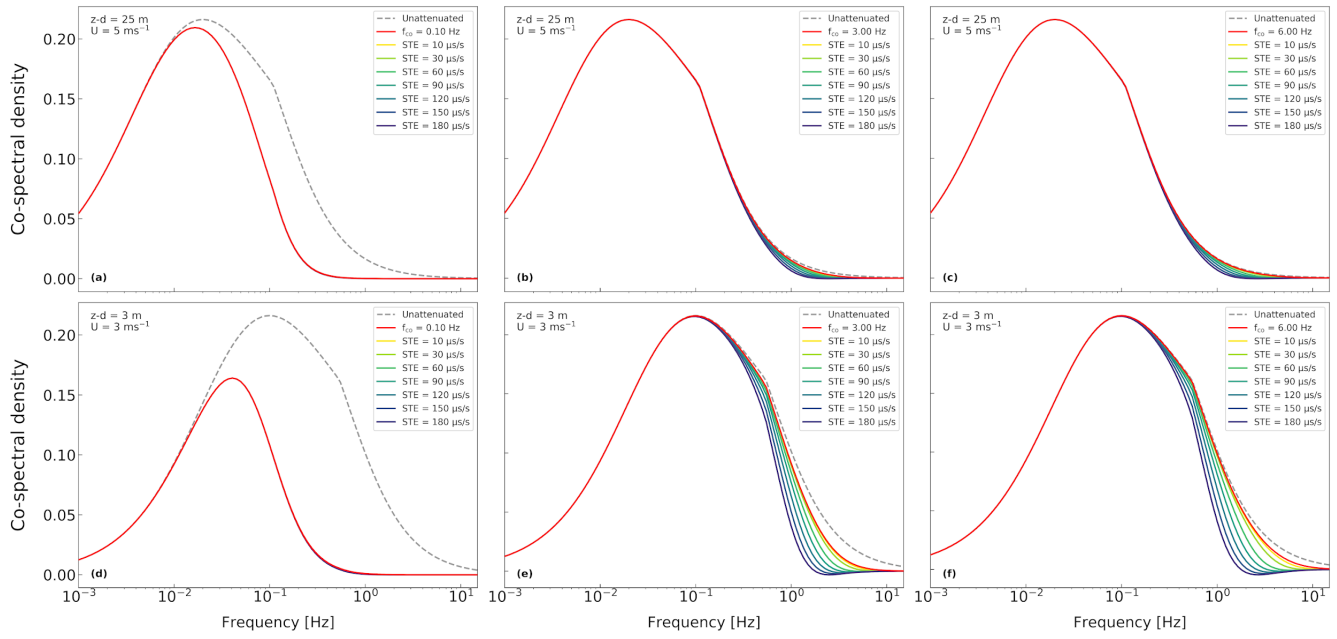 z-d = 25 m
U = 5 ms⁻¹
Unattenuated
f_co = 0.10 Hz
STE = 10 μs/s
STE = 30 μs/s
STE = 60 μs/s
STE = 90 μs/s
STE = 120 μs/s
STE = 150 μs/s
STE = 180 μs/s
0.20
0.15
0.10
0.05
0.00
Co-spectral density
(a)
z-d = 25 m
U = 5 ms⁻¹
Unattenuated
f_co = 3.00 Hz
STE = 10 μs/s
STE = 30 μs/s
STE = 60 μs/s
STE = 90 μs/s
STE = 120 μs/s
STE = 150 μs/s
STE = 180 μs/s
(b)
z-d = 25 m
U = 5 ms⁻¹
Unattenuated
f_co = 6.00 Hz
STE = 10 μs/s
STE = 30 μs/s
STE = 60 μs/s
STE = 90 μs/s
STE = 120 μs/s
STE = 150 μs/s
STE = 180 μs/s
(c)
z-d = 3 m
U = 3 ms⁻¹
Unattenuated
f_co = 0.10 Hz
STE = 10 μs/s
STE = 30 μs/s
STE = 60 μs/s
STE = 90 μs/s
STE = 120 μs/s
STE = 150 μs/s
STE = 180 μs/s
0.20
0.15
0.10
0.05
0.00
Co-spectral density
(d)
10⁻³ 10⁻² 10⁻¹ 10⁰ 10¹
Frequency [Hz]
z-d = 3 m
U = 3 ms⁻¹
Unattenuated
f_co = 3.00 Hz
STE = 10 μs/s
STE = 30 μs/s
STE = 60 μs/s
STE = 90 μs/s
STE = 120 μs/s
STE = 150 μs/s
STE = 180 μs/s
(e)
10⁻³ 10⁻² 10⁻¹ 10⁰ 10¹
Frequency [Hz]
z-d = 3 m
U = 3 ms⁻¹
Unattenuated
f_co = 6.00 Hz
STE = 10 μs/s
STE = 30 μs/s
STE = 60 μs/s
STE = 90 μs/s
STE = 120 μs/s
STE = 150 μs/s
STE = 180 μs/s
(f)
10⁻³ 10⁻² 10⁻¹ 10⁰ 10¹
Frequency [Hz]